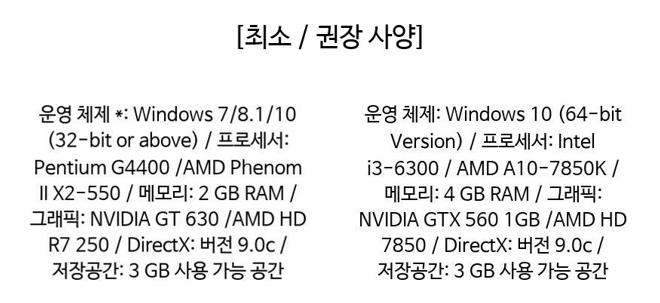 [최소 / 권장 사양]
운영 체제 *: Windows 7/8.1/10
(32-bit or above) / 프로세서:
Pentium G4400 /AMD Phenom
II X2-550 / 메모리: 2 GB RAM /
그래픽: NVIDIA GT 630 /AMD HD
R7 250 / DirectX: 버전 9.0c /
저장공간: 3 GB 사용 가능 공간
운영 체제: Windows 10 (64-bit
Version) / 프로세서: Intel
i3-6300 / AMD A10-7850K /
메모리: 4 GB RAM / 그래픽:
NVIDIA GTX 560 1GB /AMD HD
7850 / DirectX: 버전 9.0c /
저장공간: 3 GB 사용 가능 공간